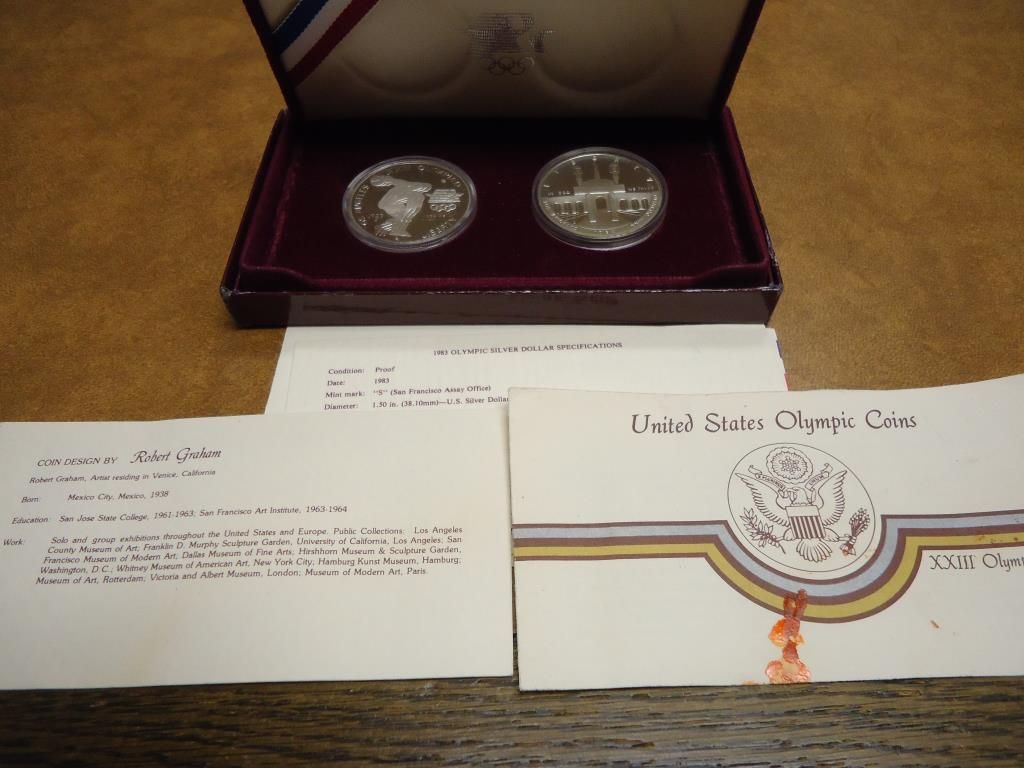 LIBERTY
1983 OLYMPIC SILVER DOLLAR SPECIFICATIONS
Condition: Proof
Date: 1983
Mint mark: "S" (San Francisco Assay Office)
Diameter: 1.50 in. (38.10mm)—U.S. Silver Dollar
COIN DESIGN BY Robert Graham
Robert Graham, Artist residing in Venice, California
Born: Mexico City, Mexico, 1938
Education: San Jose State College, 1961-1963; San Francisco Art Institute, 1963-1964
Work: Solo and group exhibitions throughout the United States and Europe. Public Collections: Los Angeles
County Museum of Art; Franklin D. Murphy Sculpture Garden, University of California, Los Angeles; San
Francisco Museum of Modern Art; Dallas Museum of Fine Arts; Hirshhorn Museum & Sculpture Garden,
Washington, D.C.; Whitney Museum of American Art, New York City; Hamburg Kunst Museum, Hamburg;
Museum of Art, Rotterdam; Victoria and Albert Museum, London; Museum of Modern Art, Paris.
United States Olympic Coins
XXIII Olym